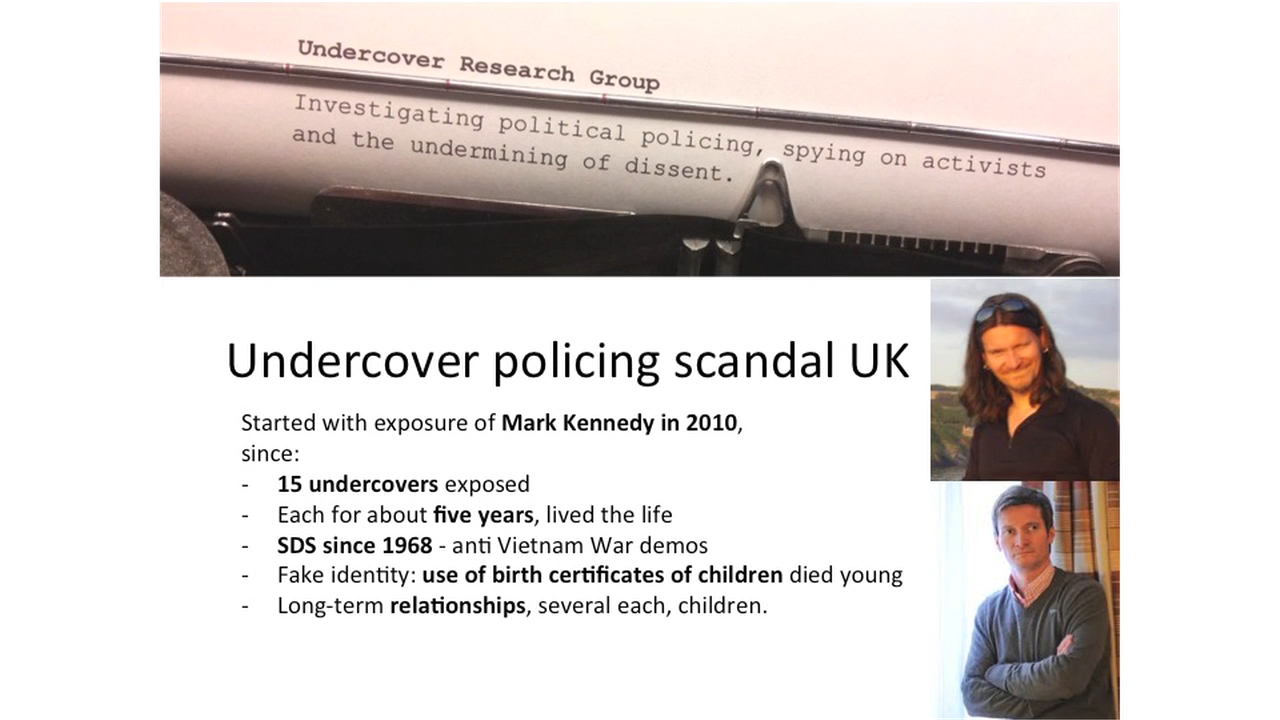 Undercover Research Group
Investigating political policing, spying on activists
and the undermining of dissent.
Undercover policing scandal UK
Started with exposure of Mark Kennedy in 2010,
since:
- 15 undercovers exposed
- Each for about five years, lived the life
- SDS since 1968 - anti Vietnam War demos
- Fake identity: use of birth certificates of children died young
- Long-term relationships, several each, children.